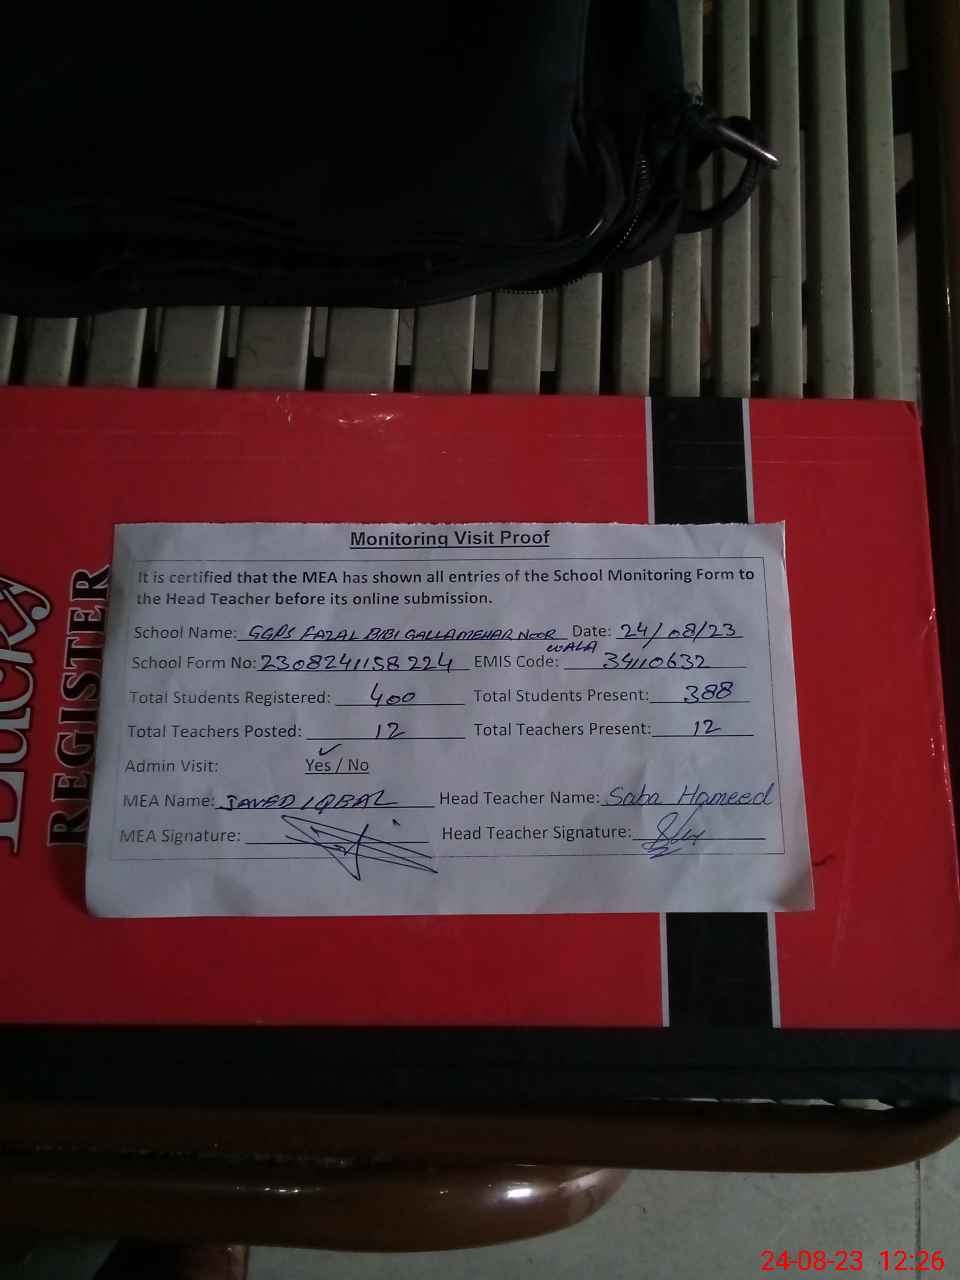 Lucky
REGISTER
Monitoring Visit Proof
It is certified that the MEA has shown all entries of the School Monitoring Form to
the Head Teacher before its online submission.
School Name: GGPS FAZAL BIBI GALLAMEHAR NOOR WALA Date: 24/08/23
School Form No: 2308241158224 EMIS Code: 34110632
Total Students Registered: 400 Total Students Present: 388
Total Teachers Posted: 12 Total Teachers Present: 12
Admin Visit: ✓ Yes / No
MEA Name: JAVED IQBAL Head Teacher Name: Saba Hameed
MEA Signature: Head Teacher Signature:
24-08-23 12:26